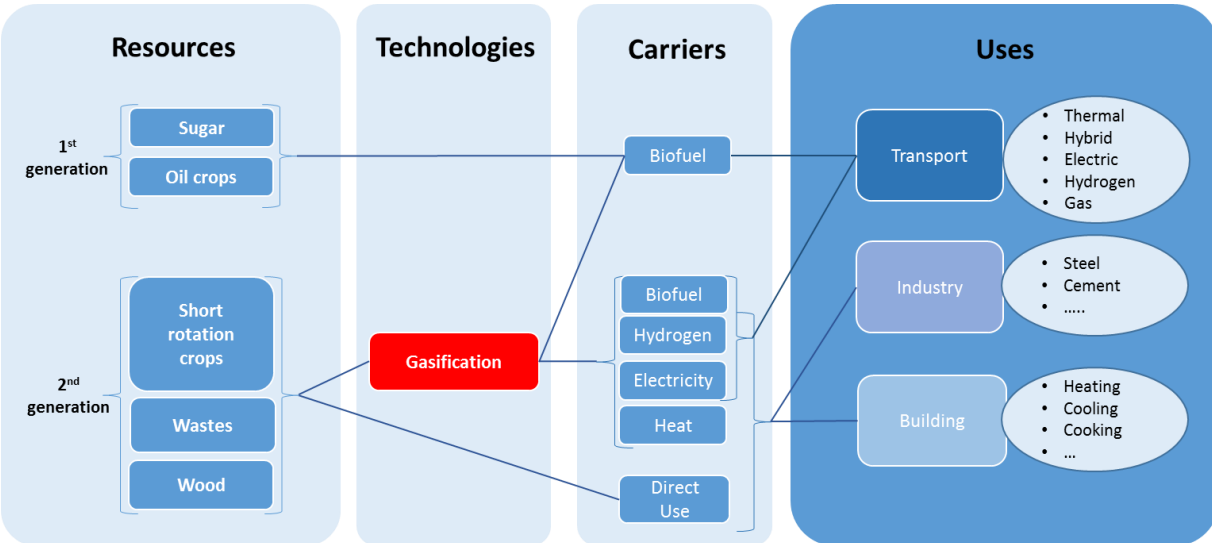 Resources
Technologies
Carriers
Uses
1st
generation
Sugar
Oil crops
Biofuel
Transport
• Thermal
• Hybrid
• Electric
• Hydrogen
• Gas
2nd
generation
Short
rotation
crops
Wastes
Wood
Gasification
Biofuel
Hydrogen
Electricity
Heat
Direct
Use
Industry
• Steel
• Cement
• .....
Building
• Heating
• Cooling
• Cooking
• ...